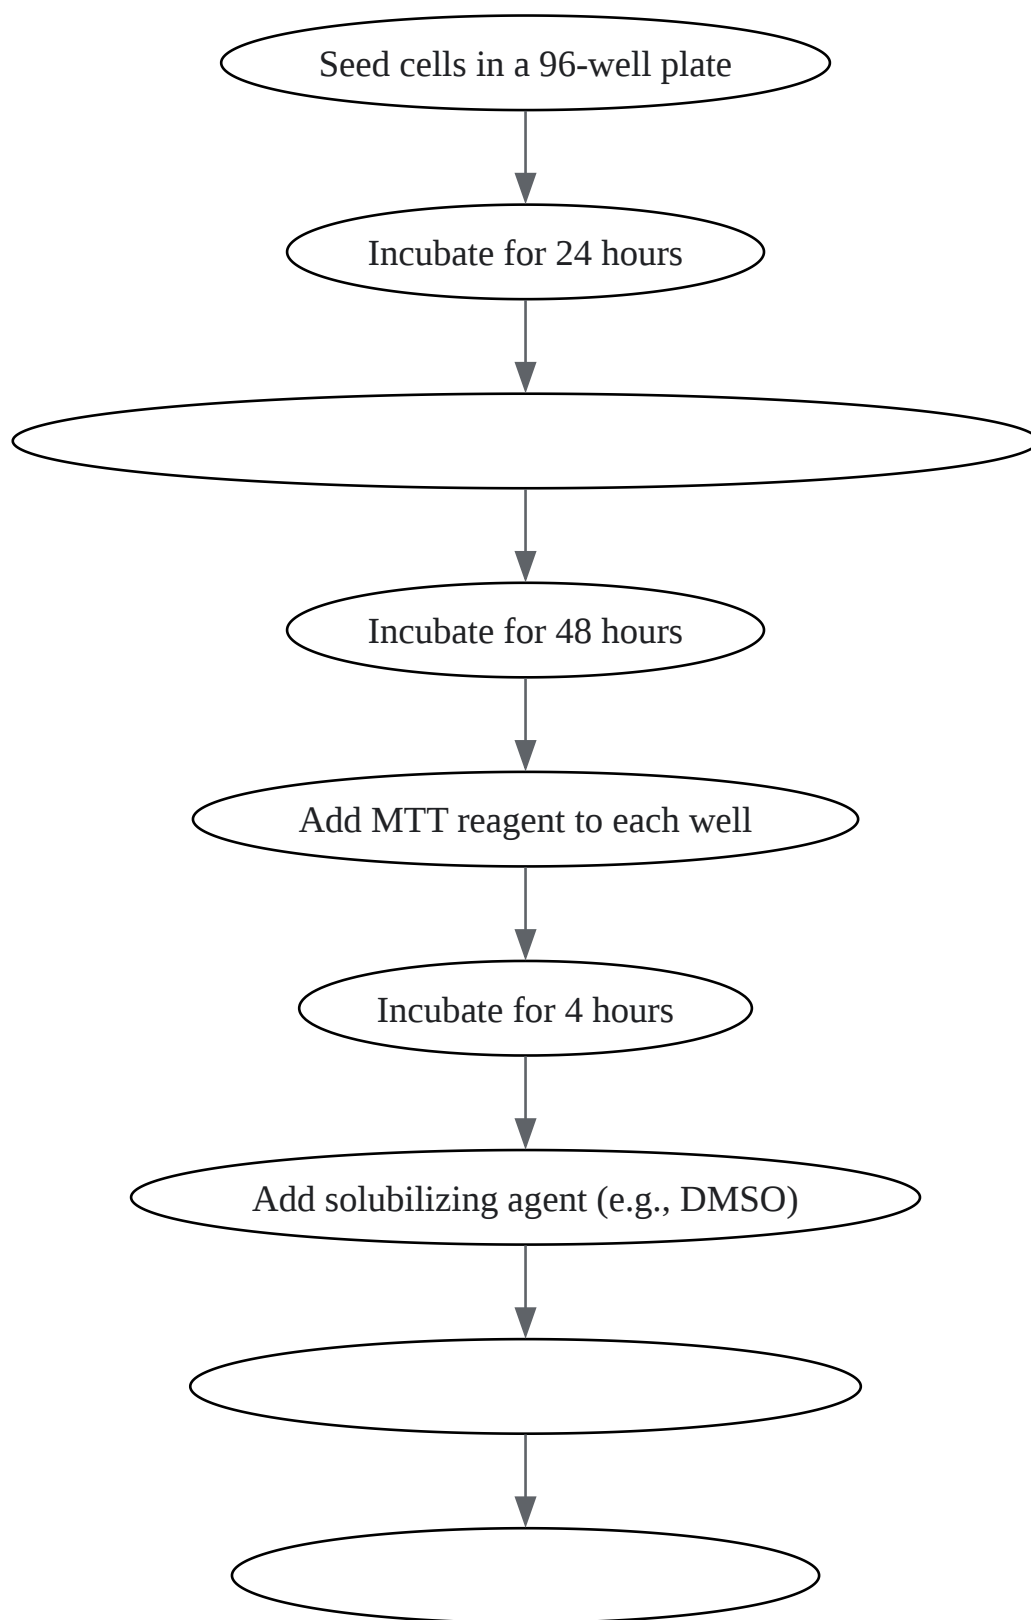 Seed cells in a 96-well plate
Incubate for 24 hours
Incubate for 48 hours
Add MTT reagent to each well
Incubate for 4 hours
Add solubilizing agent (e.g., DMSO)